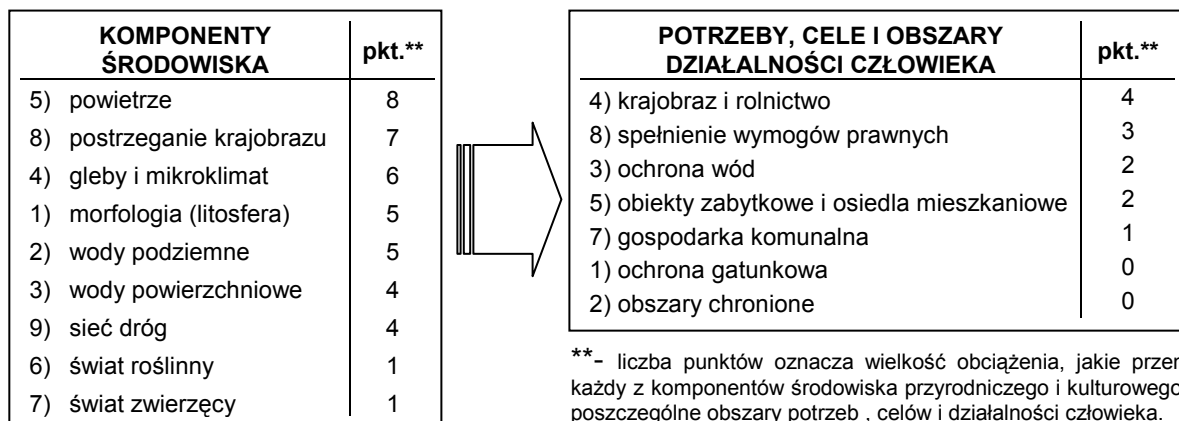 KOMPONENTY
ŚRODOWISKA
pkt.**
5) powietrze 8
8) postrzeganie krajobrazu 7
4) gleby i mikroklimat 6
1) morfologia (litosfera) 5
2) wody podziemne 5
3) wody powierzchniowe 4
9) sieć dróg 4
6) świat roślinny 1
7) świat zwierzęcy 1
POTRZEBY, CELE I OBSZARY
DZIAŁALNOŚCI CZŁOWIEKA
pkt.**
4) krajobraz i rolnictwo 4
8) spełnienie wymogów prawnych 3
3) ochrona wód 2
5) obiekty zabytkowe i osiedla mieszkaniowe 2
7) gospodarka komunalna 1
1) ochrona gatunkowa 0
2) obszary chronione 0
**- liczba punktów oznacza wielkość obciążenia, jakie przen
każdy z komponentów środowiska przyrodniczego i kulturowego
poszczególne obszary potrzeb , celów i działalności człowieka.